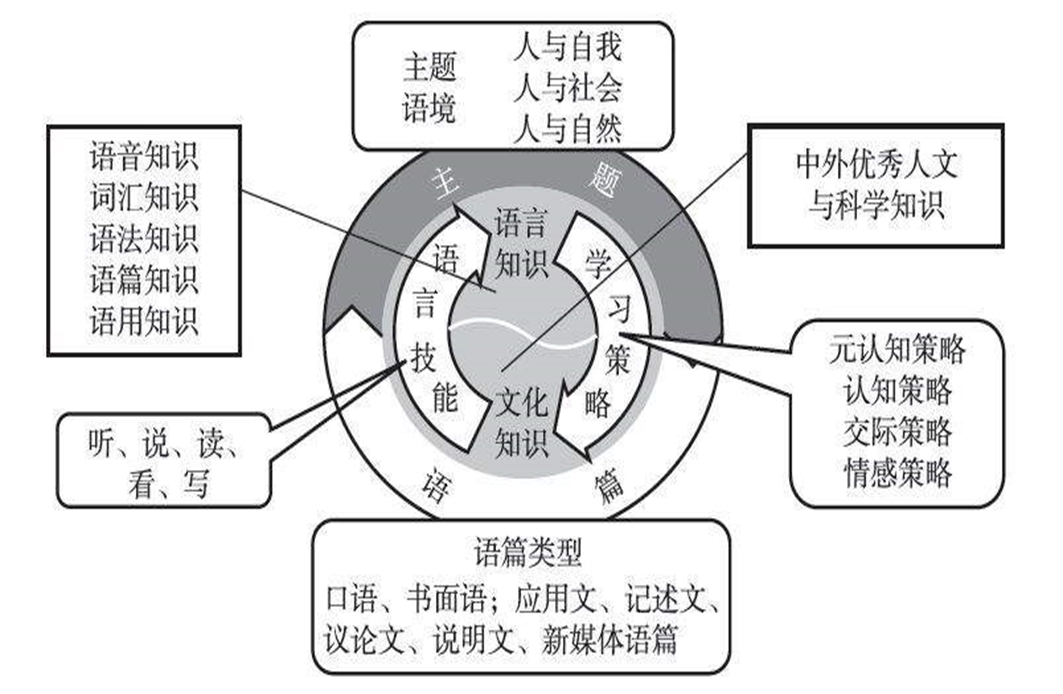 主题
语境
人与自我
人与社会
人与自然
语音知识
词汇知识
语法知识
语篇知识
语用知识
中外优秀人文
与科学知识
主题
语言
知识
语言技能
学习策略
文化
知识
语篇
元认知策略
认知策略
交际策略
情感策略
听、说、读、
看、写
语篇类型
口语、书面语；应用文、记述文、
议论文、说明文、新媒体语篇